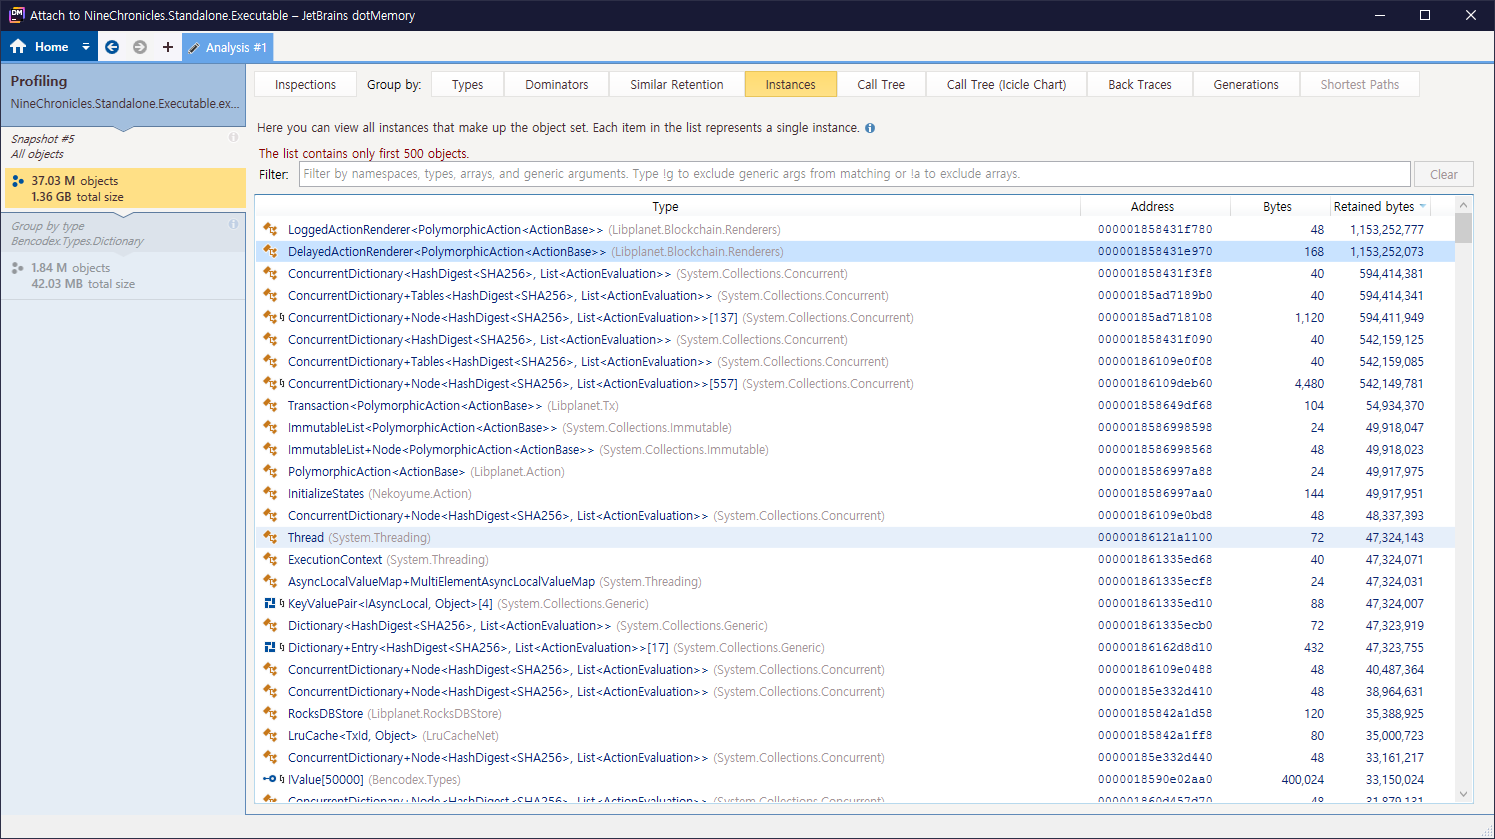 Attach to NineChronicles.Standalone.Executable – JetBrains dotMemory
Home
Analysis #1
Profiling
NineChronicles.Standalone.Executable.ex...
Snapshot #5
All objects
37.03 M objects
1.36 GB total size
Group by type
Bencodex.Types.Dictionary
1.84 M objects
42.03 MB total size
Inspections Group by: Types Dominators Similar Retention Instances Call Tree Call Tree (Icicle Chart) Back Traces Generations Shortest Paths
Here you can view all instances that make up the object set. Each item in the list represents a single instance.
The list contains only first 500 objects.
Filter: Filter by namespaces, types, arrays, and generic arguments. Type !g to exclude generic args from matching or !a to exclude arrays. Clear
Type Address Bytes Retained bytes
LoggedActionRenderer<PolymorphicAction<ActionBase>> (Libplanet.Blockchain.Renderers) 000001858431f780 48 1,153,252,777
DelayedActionRenderer<PolymorphicAction<ActionBase>> (Libplanet.Blockchain.Renderers) 000001858431e970 168 1,153,252,073
ConcurrentDictionary<HashDigest<SHA256>, List<ActionEvaluation>> (System.Collections.Concurrent) 000001858431f3f8 40 594,414,381
ConcurrentDictionary+Tables<HashDigest<SHA256>, List<ActionEvaluation>> (System.Collections.Concurrent) 00000185ad7189b0 40 594,414,341
ConcurrentDictionary+Node<HashDigest<SHA256>, List<ActionEvaluation>>[137] (System.Collections.Concurrent) 00000185ad718108 1,120 594,411,949
ConcurrentDictionary<HashDigest<SHA256>, List<ActionEvaluation>> (System.Collections.Concurrent) 000001858431f090 40 542,159,125
ConcurrentDictionary+Tables<HashDigest<SHA256>, List<ActionEvaluation>> (System.Collections.Concurrent) 00000186109e0f08 40 542,159,085
ConcurrentDictionary+Node<HashDigest<SHA256>, List<ActionEvaluation>>[557] (System.Collections.Concurrent) 00000186109deb60 4,480 542,149,781
Transaction<PolymorphicAction<ActionBase>> (Libplanet.Tx) 000001858649df68 104 54,934,370
ImmutableList<PolymorphicAction<ActionBase>> (System.Collections.Immutable) 0000018586998598 24 49,918,047
ImmutableList+Node<PolymorphicAction<ActionBase>> (System.Collections.Immutable) 0000018586998568 48 49,918,023
PolymorphicAction<ActionBase> (Libplanet.Action) 0000018586997a88 24 49,917,975
InitializeStates (Nekoyume.Action) 0000018586997aa0 144 49,917,951
ConcurrentDictionary+Node<HashDigest<SHA256>, List<ActionEvaluation>> (System.Collections.Concurrent) 00000186109e0bd8 48 48,337,393
Thread (System.Threading) 00000186121a1100 72 47,324,143
ExecutionContext (System.Threading) 000001861335ed68 40 47,324,071
AsyncLocalValueMap+MultiElementAsyncLocalValueMap (System.Threading) 000001861335ecf8 24 47,324,031
KeyValuePair<IAsyncLocal, Object>[4] (System.Collections.Generic) 000001861335ed10 88 47,324,007
Dictionary<HashDigest<SHA256>, List<ActionEvaluation>> (System.Collections.Generic) 000001861335ecb0 72 47,323,919
Dictionary+Entry<HashDigest<SHA256>, List<ActionEvaluation>>[17] (System.Collections.Generic) 00000186162d8d10 432 47,323,755
ConcurrentDictionary+Node<HashDigest<SHA256>, List<ActionEvaluation>> (System.Collections.Concurrent) 00000186109e0488 48 40,487,364
ConcurrentDictionary+Node<HashDigest<SHA256>, List<ActionEvaluation>> (System.Collections.Concurrent) 00000185e332d410 48 38,964,631
RocksDBStore (Libplanet.RocksDBStore) 00000185842a1d58 120 35,388,925
LruCache<TxId, Object> (LruCacheNet) 00000185842a1ff8 80 35,000,723
ConcurrentDictionary+Node<HashDigest<SHA256>, List<ActionEvaluation>> (System.Collections.Concurrent) 00000185e332d440 48 33,161,217
IValue[50000] (Bencodex.Types) 0000018590e02aa0 400,024 33,150,024
ConcurrentDictionary+Node<HashDigest<SHA256>, List<ActionEvaluation>> (System.Collections.Concurrent) 000001860d457d70 48 31,879,131